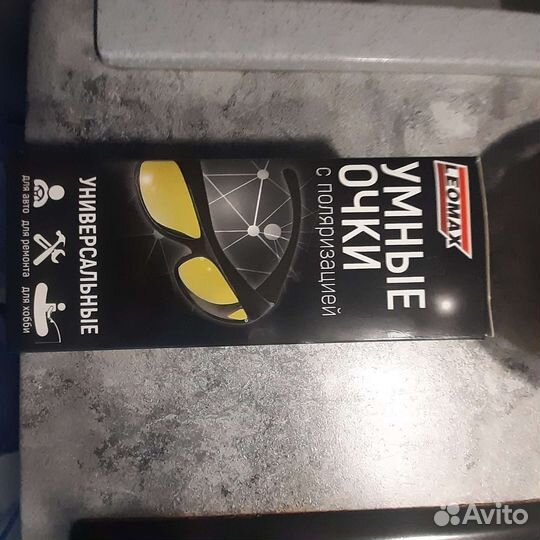 LEOMAX
УМНЫЕ
ОЧКИ
с поляризацией
УНИВЕРСАЛЬНЫЕ
для авто для ремонта для хобби
Avito